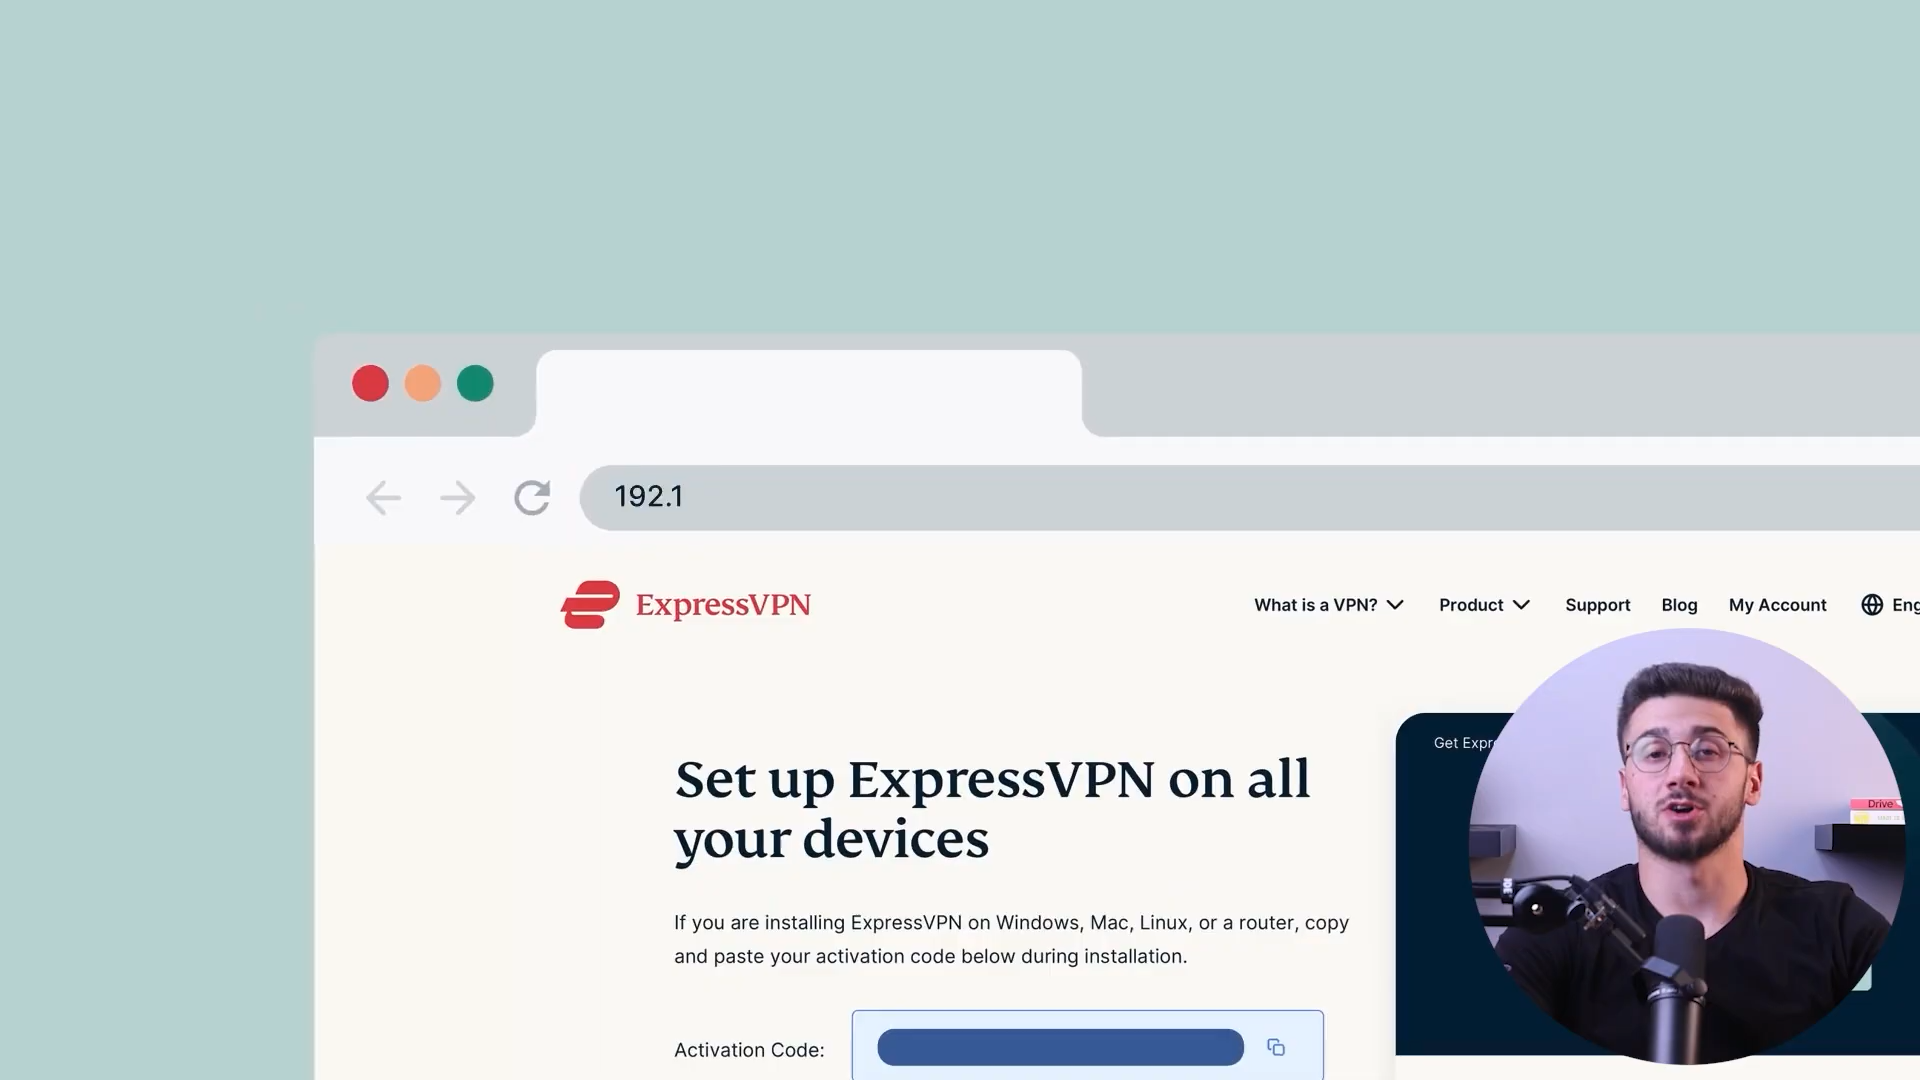 192.1
ExpressVPN
What is a VPN? Product Support Blog My Account Eng
Set up ExpressVPN on all
your devices
Get Expr
If you are installing ExpressVPN on Windows, Mac, Linux, or a router, copy
and paste your activation code below during installation.
Activation Code:
Drive